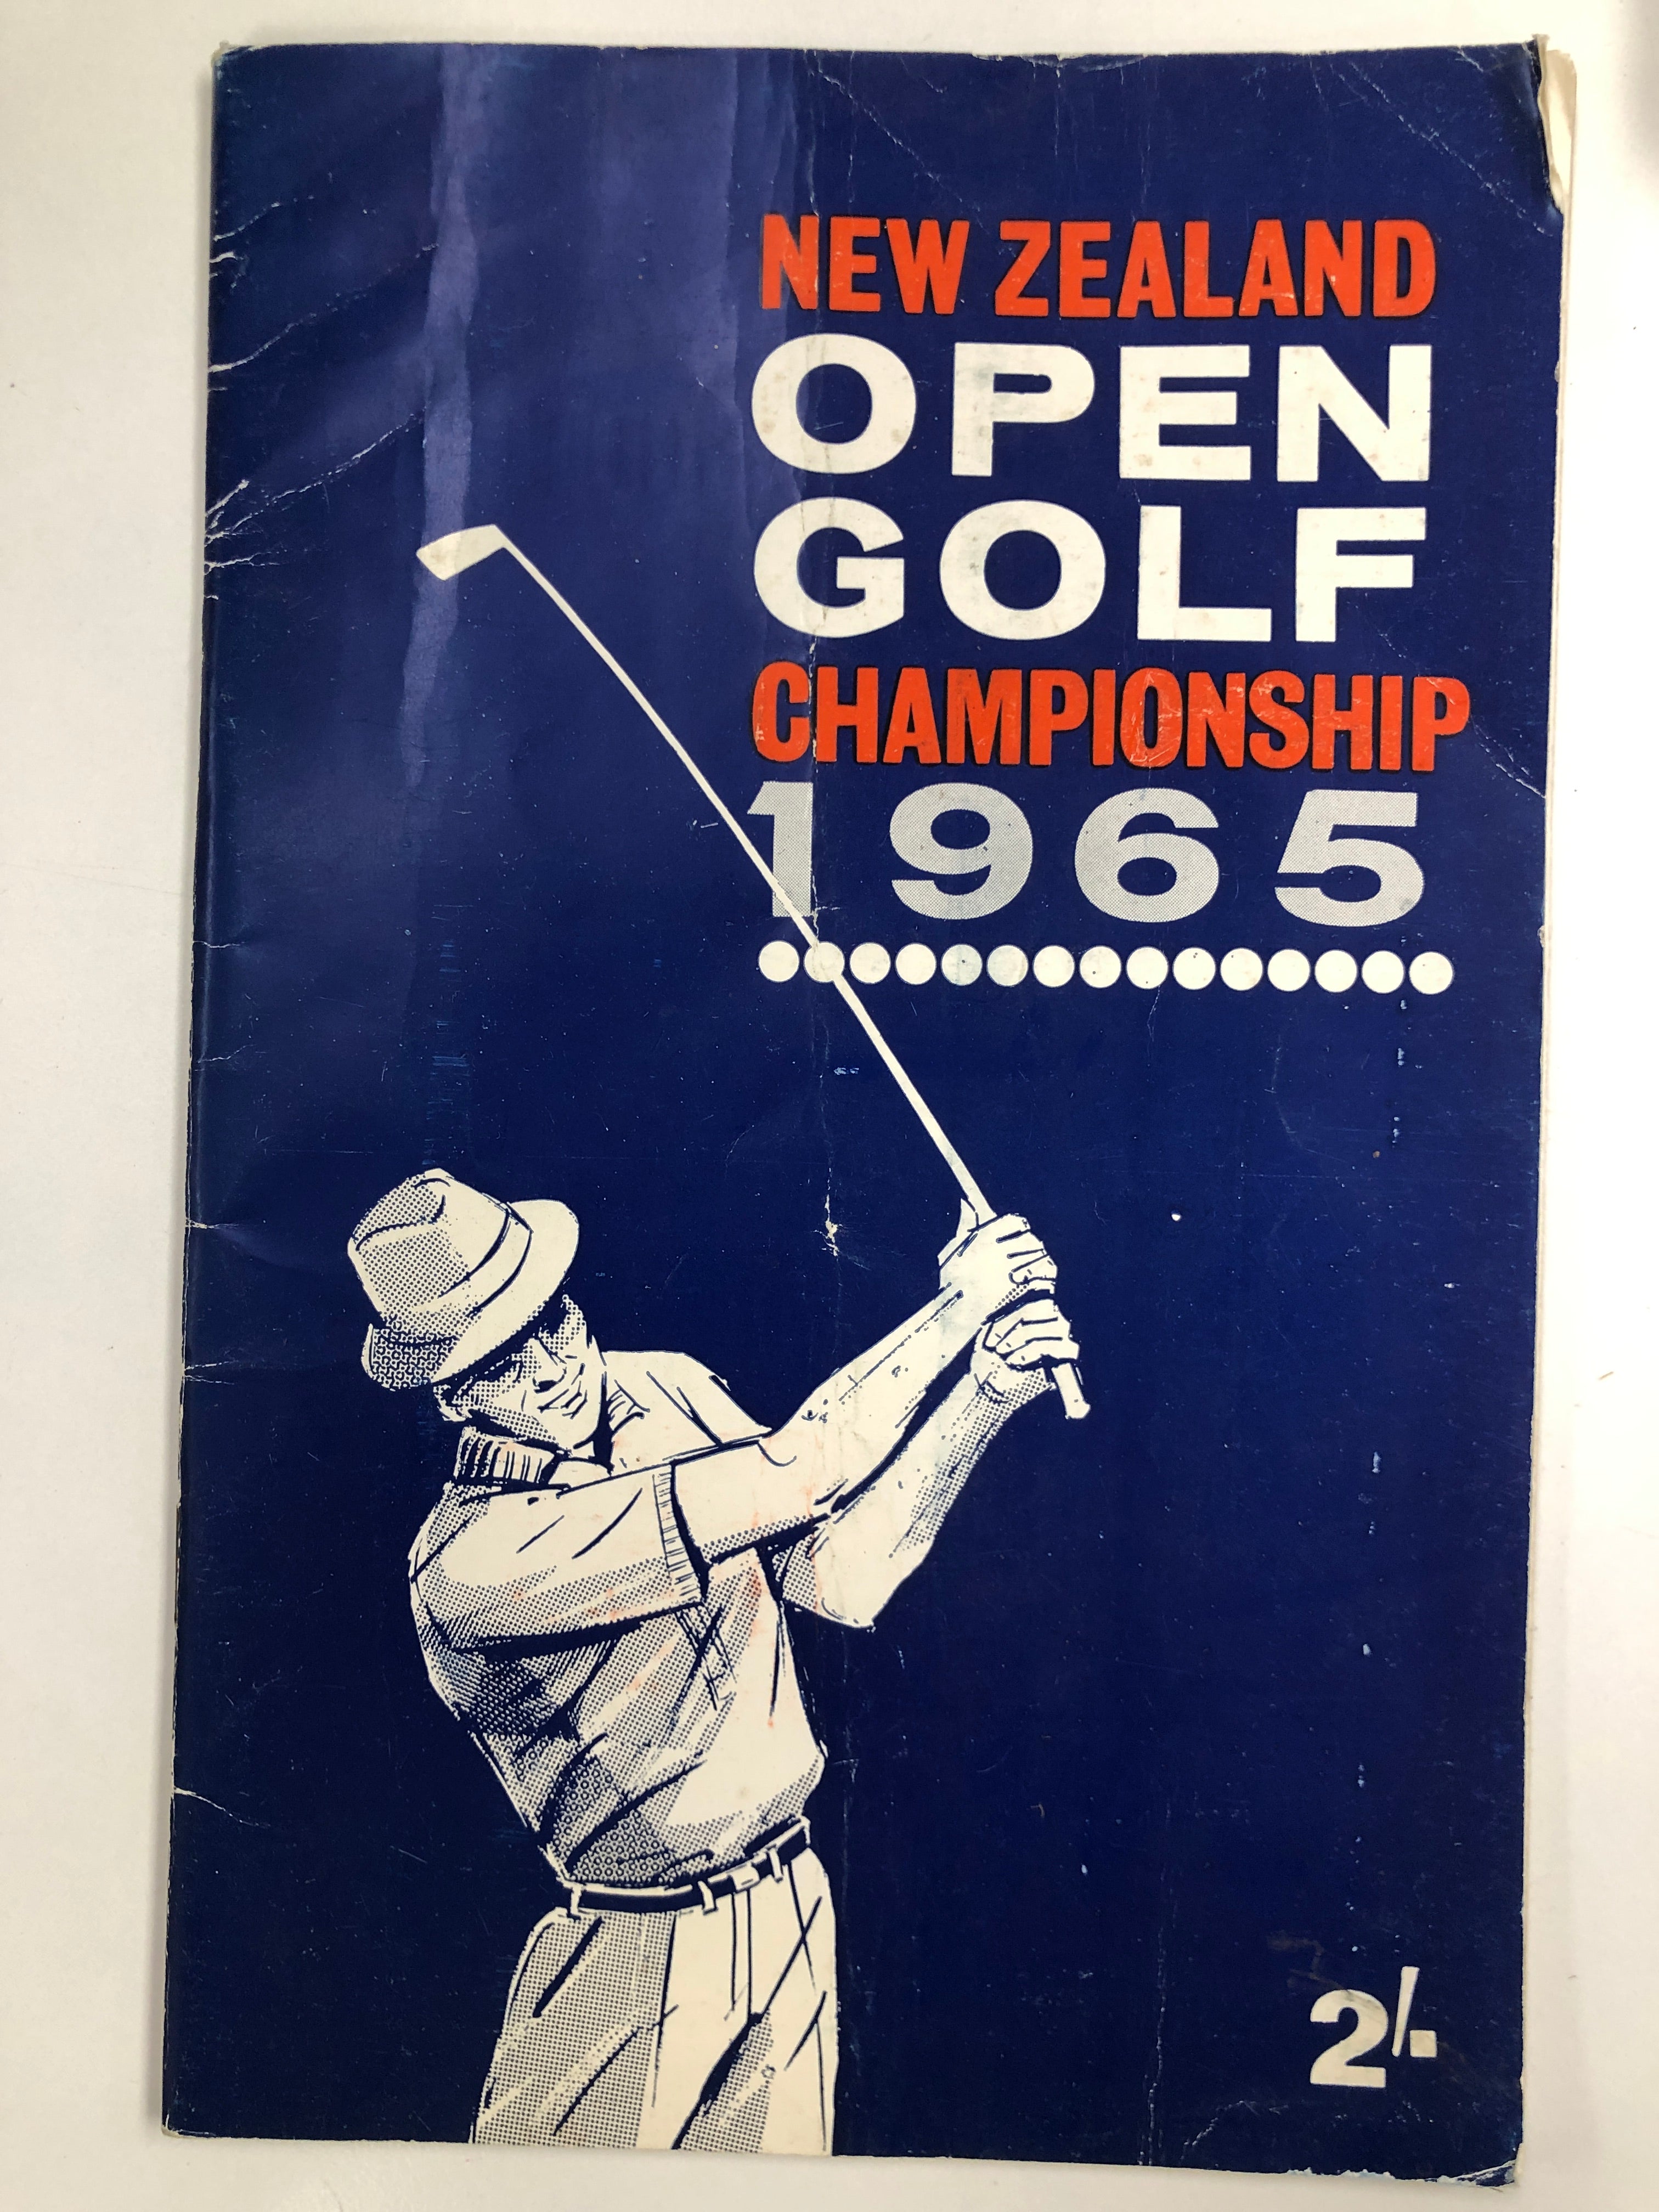 NEW ZEALAND
OPEN
GOLF
CHAMPIONSHIP
1965
2/-